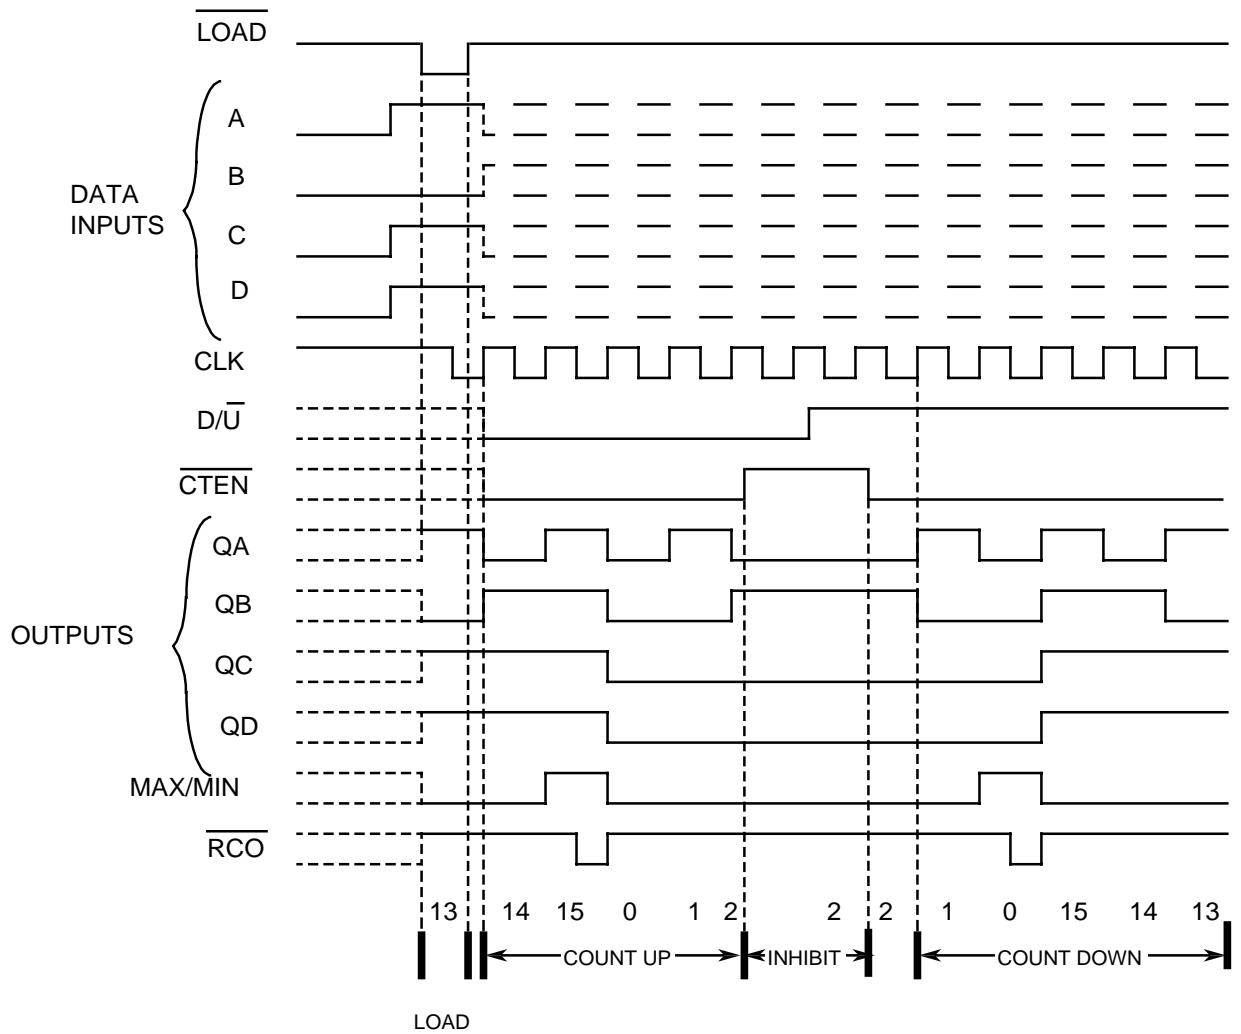 LOAD
A
B
DATA
INPUTS
C
D
CLK
D/U
CTEN
QA
QB
OUTPUTS
QC
QD
MAX/MIN
RCO
13 14 15 0 1 2 2 2 1 0 15 14 13
COUNT UP INHIBIT COUNT DOWN
LOAD